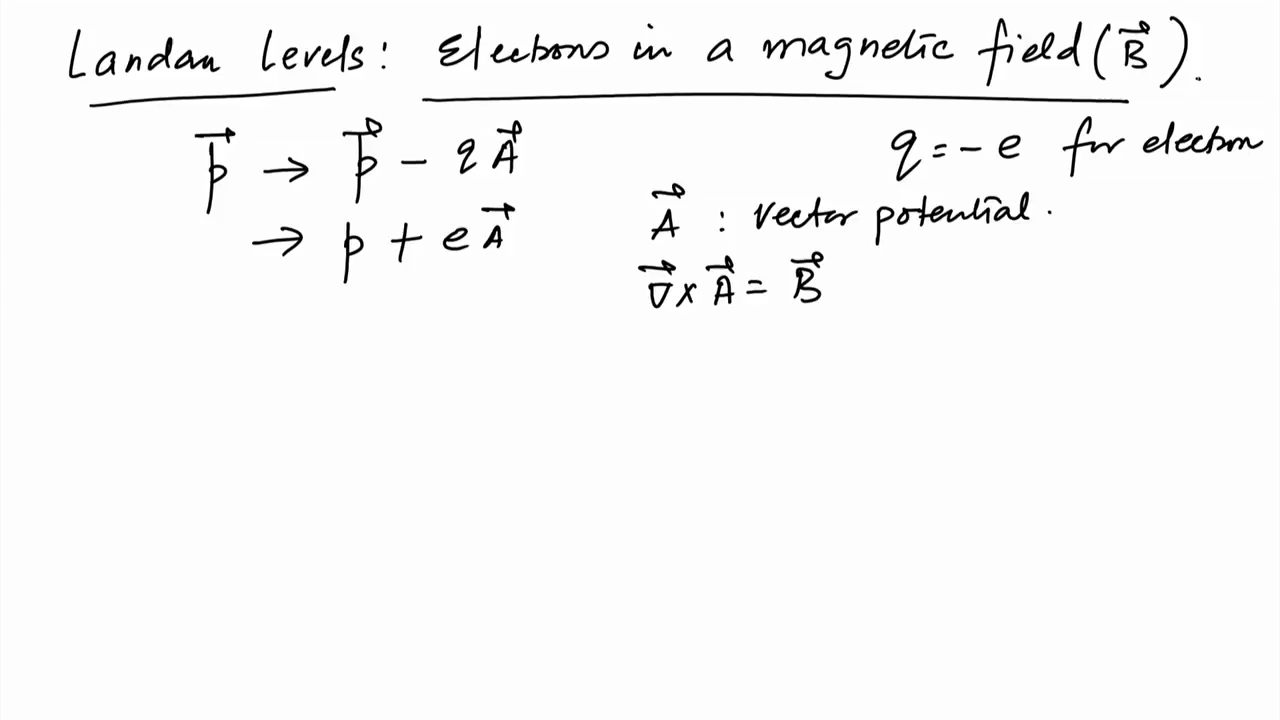 Landau Levels: Electrons in a magnetic field (B⃗).
p⃗ → p⃗ - qA⃗
q = - e for electron
→ p + eA⃗
A⃗ : vector potential.
∇⃗ × A⃗ = B⃗